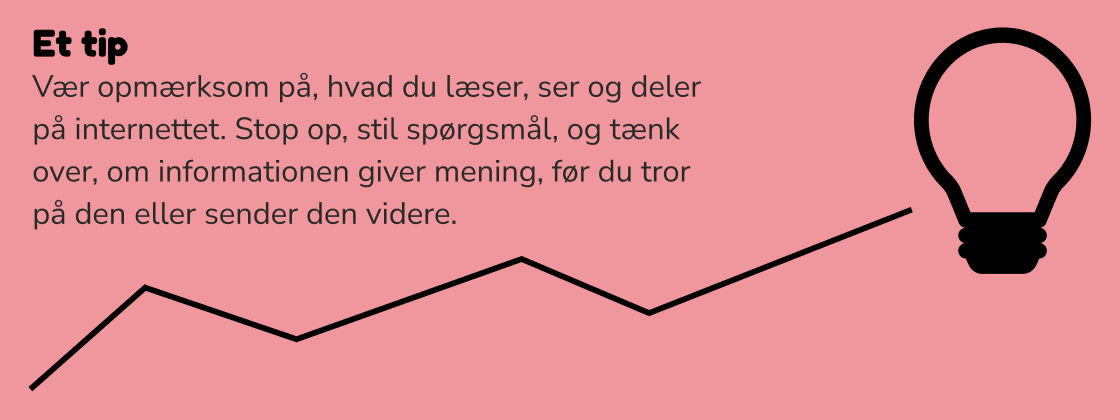 Et tip
Vær opmærksom på, hvad du læser, ser og deler
på internettet. Stop op, stil spørgsmål, og tænk
over, om informationen giver mening, før du tror
på den eller sender den videre.